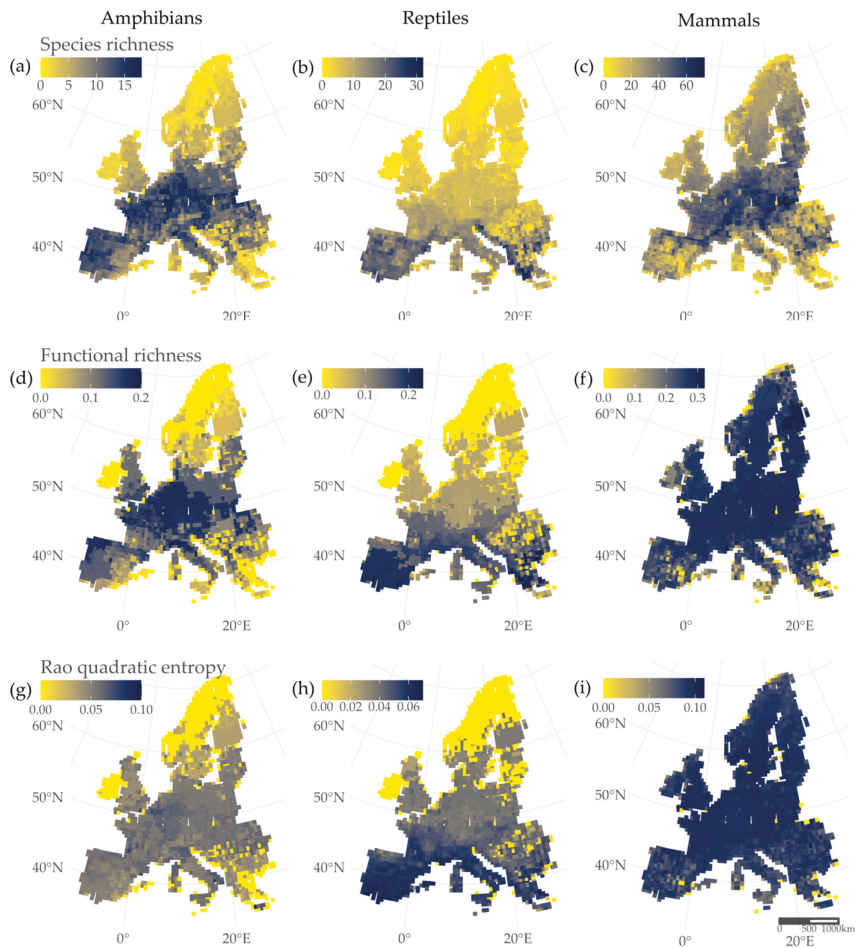 Amphibians Reptiles Mammals
Species richness
(a) 0 5 10 15 (b) 0 10 20 30 (c) 0 20 40 60
60°N 60°N 60°N
50°N 50°N 50°N
40°N 40°N 40°N
0° 20°E 0° 20°E 0° 20°E
Functional richness
(d) 0.0 0.1 0.2 (e) 0.0 0.1 0.2 (f) 0.0 0.1 0.2 0.3
60°N 60°N 60°N
50°N 50°N 50°N
40°N 40°N 40°N
0° 20°E 0° 20°E 0° 20°E
Rao quadratic entropy
(g) 0.00 0.05 0.10 (h) 0.00 0.02 0.04 0.06 (i) 0.00 0.05 0.10
60°N 60°N 60°N
50°N 50°N 50°N
40°N 40°N 40°N
0 500 1000km
0° 20°E 0° 20°E 0° 20°E